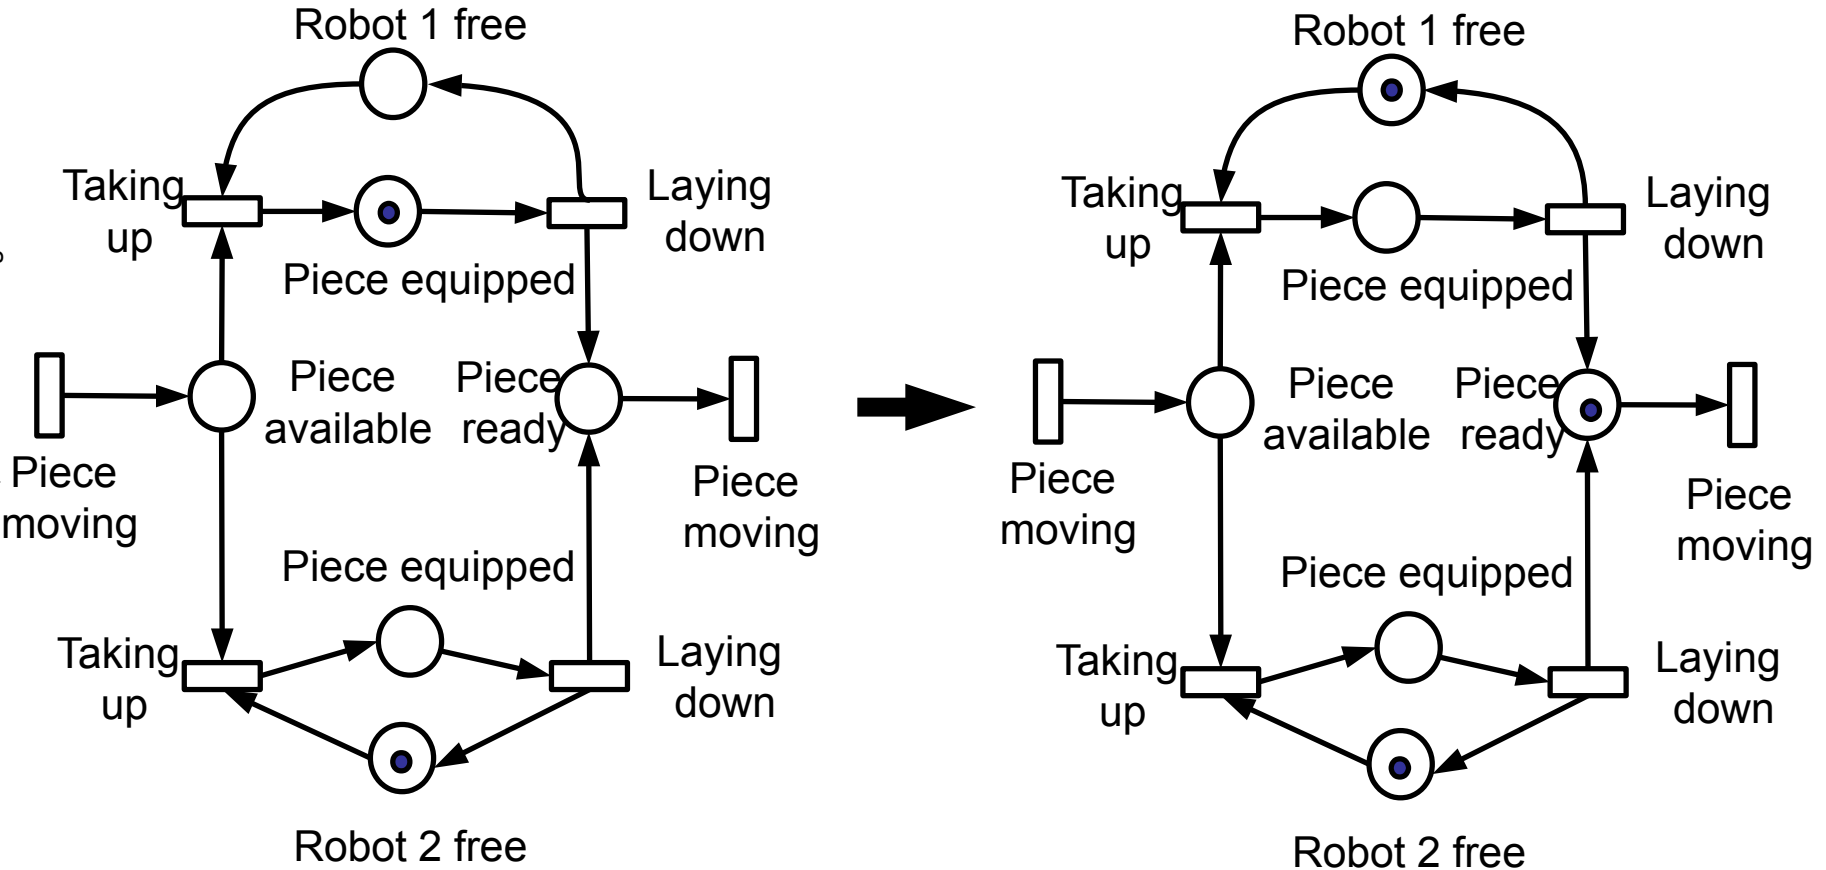 Robot 1 free
Taking
up
Laying
down
Piece equipped
Piece
available
Piece
ready
Piece
moving
Piece
moving
Piece equipped
Taking
up
Laying
down
Robot 2 free
Robot 1 free
Taking
up
Laying
down
Piece equipped
Piece
available
Piece
ready
Piece
moving
Piece
moving
Piece equipped
Taking
up
Laying
down
Robot 2 free